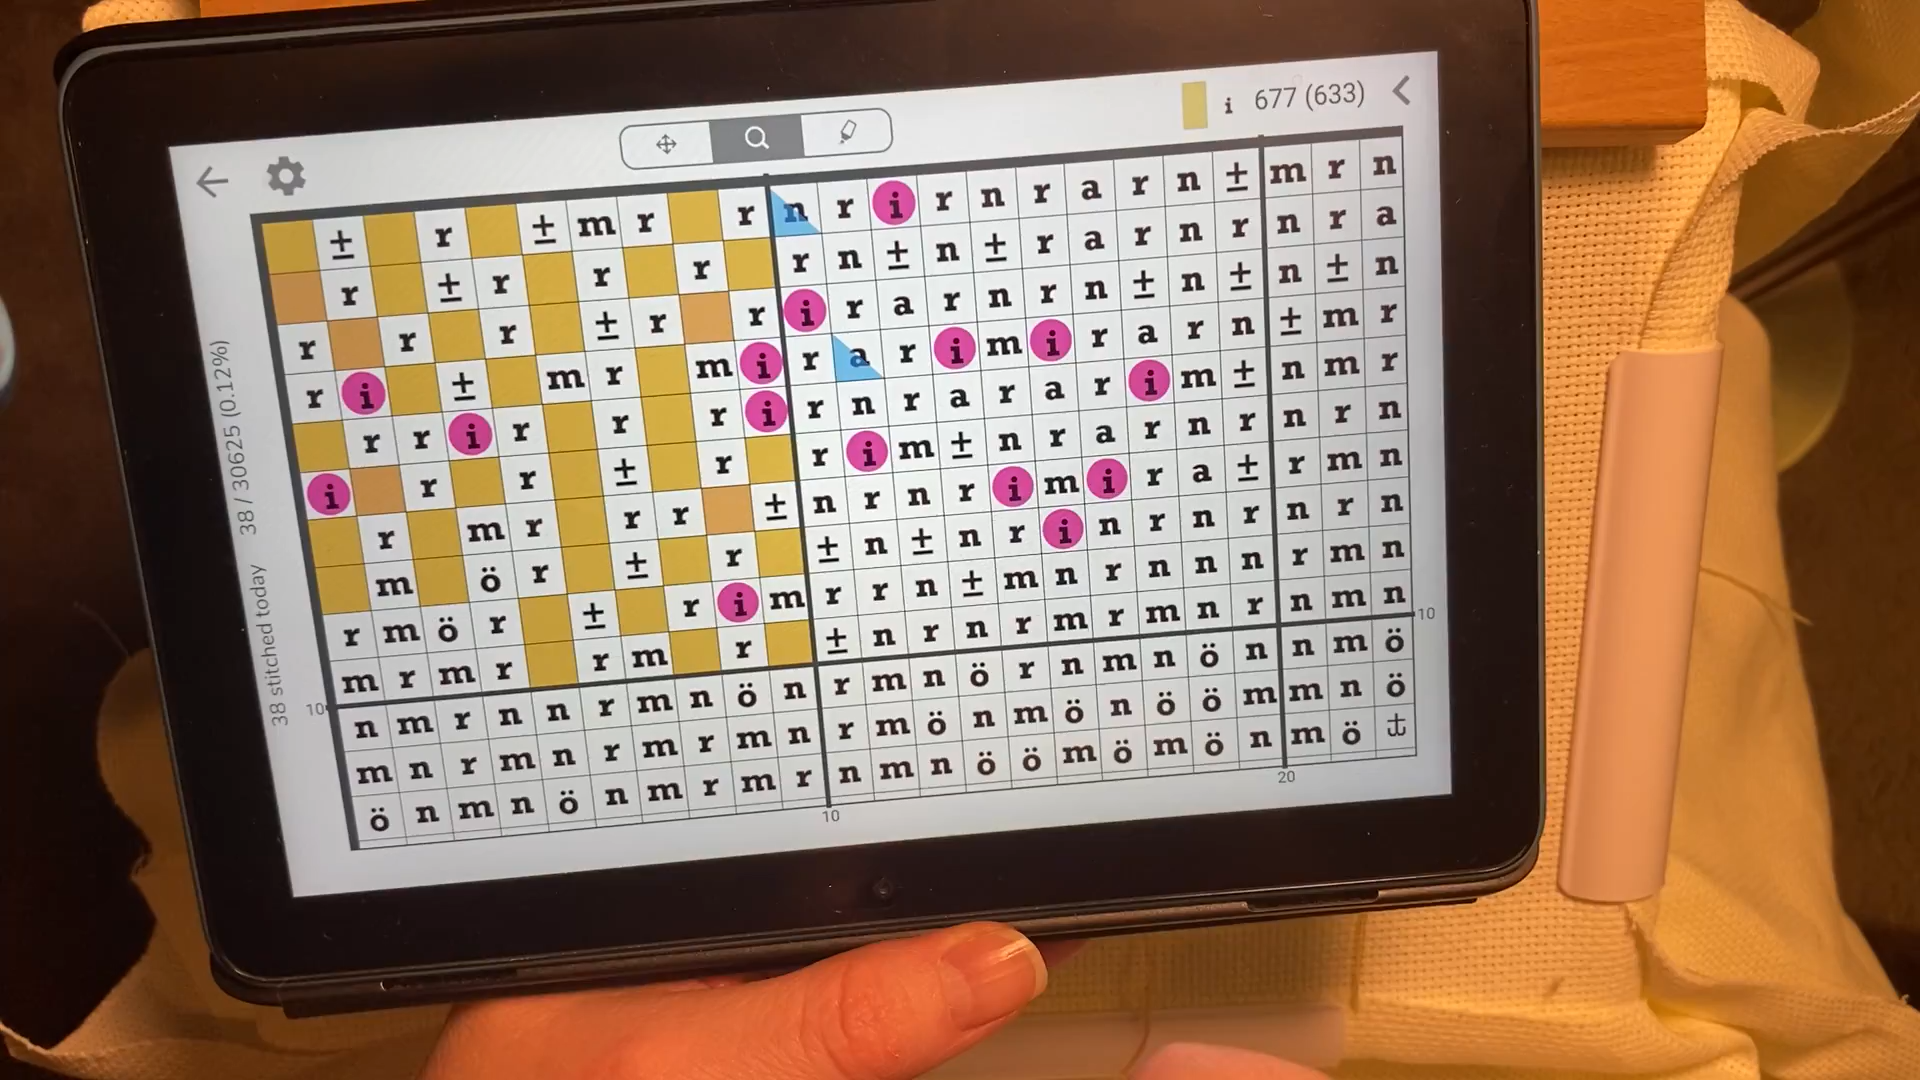 i 677 (633)
38 stitched today 38 / 30625 (0.12%)
± r ± m r r n r i r n r a r n ± m r n
r ± r r r r n ± n ± r a r n r n r a
r r r ± r r i r a r n r n ± n ± n ± n
r i ± m r m i r a r i m i r a r n ± m r
r r i r r r i r n r a r a r i m ± n m r
i r r ± r r i m ± n r a r n r n r n
r m r r r ± n r n r i m i r a ± r m n
m ö r ± r ± n ± n r i n r n r n r n
r m ö r ± r i m r r n ± m n r n n n r m n
m r m r r m r ± n r n r m r m n r n m n
10 10
n m r n n r m n ö n r m n ö r n m n ö n n m ö
m n r m n r m r m n r m ö n m ö n ö ö m m n ö
ö n m n ö n m r m r n m n ö ö m ö m ö n m ö
10 20